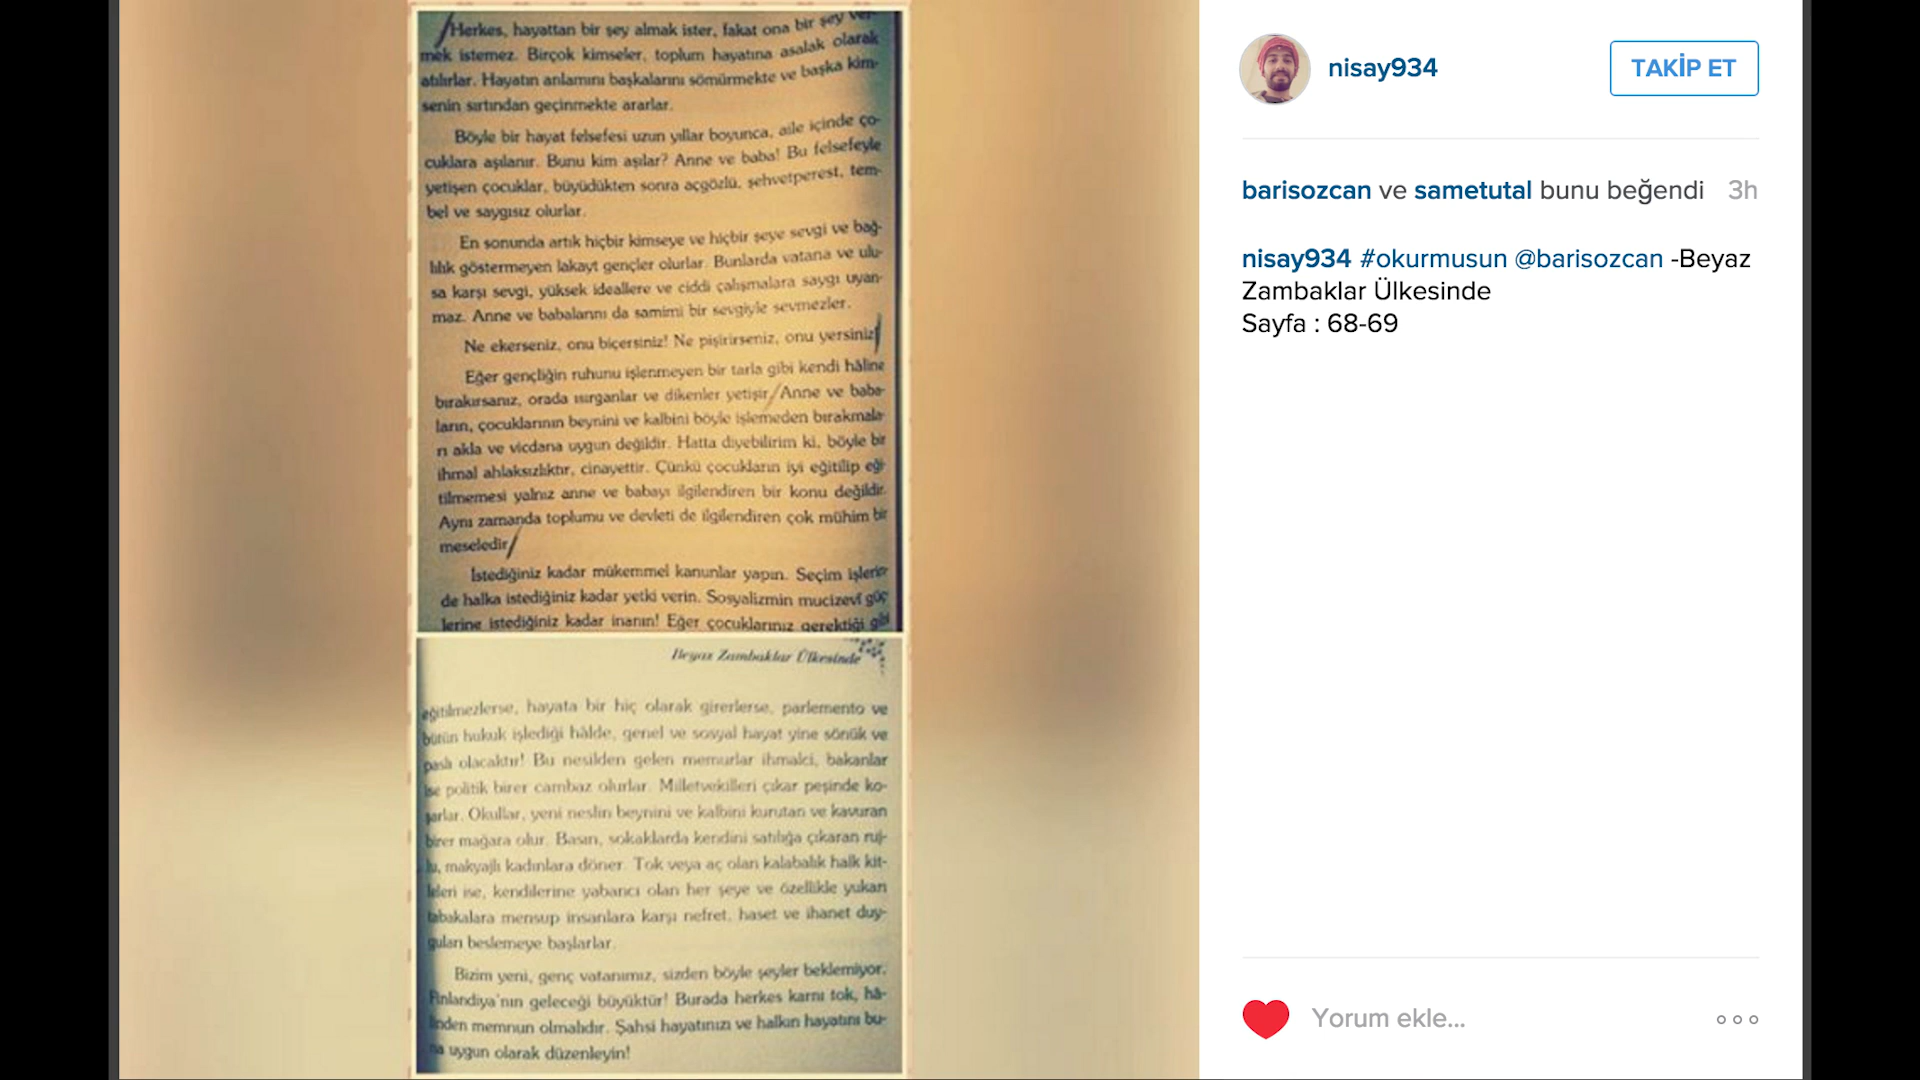 Herkes, hayattan bir şey almak ister, fakat ona bir şey ver-
mek istemez. Birçok kimseler, toplum hayatına asalak olarak
atılırlar. Hayatın anlamını başkalarını sömürmekte ve başka kim-
senin sırtından geçinmekte ararlar.
Böyle bir hayat felsefesi uzun yıllar boyunca, aile içinde ço-
cuklara aşılanır. Bunu kim aşılar? Anne ve baba! Bu felsefeyle
yetişen çocuklar, büyüdükten sonra açgözlü, şehvetperest, tem-
bel ve saygısız olurlar.
En sonunda artık hiçbir kimseye ve hiçbir şeye sevgi ve bağ-
lılık göstermeyen lakayt gençler olurlar. Bunlarda vatana ve ulu-
sa karşı sevgi, yüksek ideallere ve ciddi çalışmalara saygı uyan-
maz. Anne ve babalarını da samimi bir sevgiyle sevmezler.
Ne ekerseniz, onu biçersiniz! Ne pişirirseniz, onu yersiniz
Eğer gençliğin ruhunu işlenmeyen bir tarla gibi kendi hâline
bırakırsanız, orada ısırganlar ve dikenler yetişir. Anne ve baba-
ların, çocuklarının beynini ve kalbini böyle işlemeden bırakmala-
rı akla ve vicdana uygun değildir. Hatta diyebilirim ki, böyle bir
ihmal ahlaksızlıktır, cinayettir. Çünkü çocukların iyi eğitilip eği-
tilmemesi yalnız anne ve babayı ilgilendiren bir konu değildir.
Aynı zamanda toplumu ve devleti de ilgilendiren çok mühim bir
meseledir
İstediğiniz kadar mükemmel kanunlar yapın. Seçim işlerin-
de halka istediğiniz kadar yetki verin. Sosyalizmin mucizevî güç-
lerine istediğiniz kadar inanın! Eğer çocuklarınız gerektiği gibi
Beyaz Zambaklar Ülkesinde
eğitilmezlerse, hayata bir hiç olarak girerlerse, parlemento ve
bütün hukuk işlediği hâlde, genel ve sosyal hayat yine sönük ve
paslı olacaktır! Bu nesilden gelen memurlar ihmalci, bakanlar
ise politik birer cambaz olurlar. Milletvekilleri çıkar peşinde ko-
şarlar. Okullar, yeni neslin beynini ve kalbini kurutan ve kavuran
birer mağara olur. Basın, sokaklarda kendini satılığa çıkaran ruj-
lu, makyajlı kadınlara döner. Tok veya aç olan kalabalık halk kit-
leleri ise, kendilerine yabancı olan her şeye ve özellikle yukarı
tabakalara mensup insanlara karşı nefret, haset ve ihanet duy-
guları beslemeye başlarlar.
Bizim yeni, genç vatanımız, sizden böyle şeyler beklemiyor.
Finlandiya'nın geleceği büyüktür! Burada herkes karnı tok, hâ-
linden memnun olmalıdır. Şahsi hayatınızı ve halkın hayatını bu-
na uygun olarak düzenleyin!
nisay934
TAKİP ET
barisozcan ve sametutal bunu beğendi 3h
nisay934 #okurmusun @barisozcan -Beyaz
Zambaklar Ülkesinde
Sayfa : 68-69
Yorum ekle...